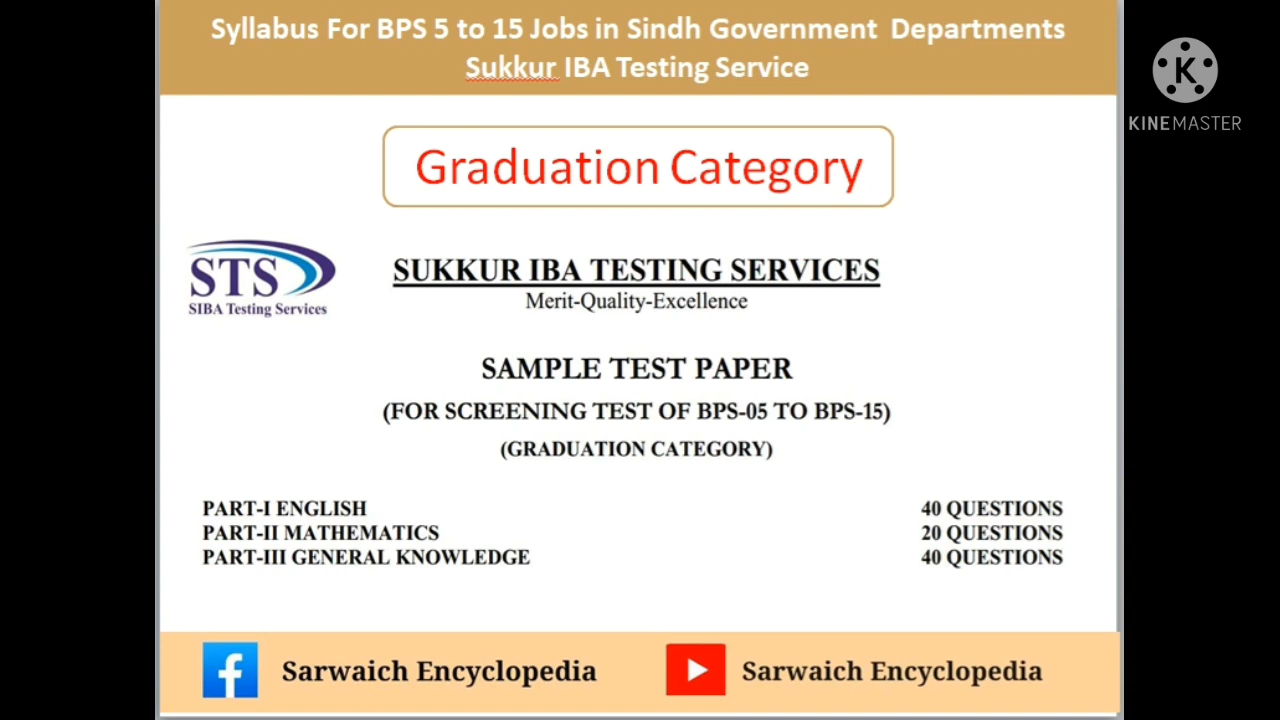 Syllabus For BPS 5 to 15 Jobs in Sindh Government Departments
Sukkur IBA Testing Service
K
KINEMASTER
Graduation Category
STS
SIBA Testing Services
SUKKUR IBA TESTING SERVICES
Merit-Quality-Excellence
SAMPLE TEST PAPER
(FOR SCREENING TEST OF BPS-05 TO BPS-15)
(GRADUATION CATEGORY)
PART-I ENGLISH 40 QUESTIONS
PART-II MATHEMATICS 20 QUESTIONS
PART-III GENERAL KNOWLEDGE 40 QUESTIONS
f Sarwaich Encyclopedia Sarwaich Encyclopedia